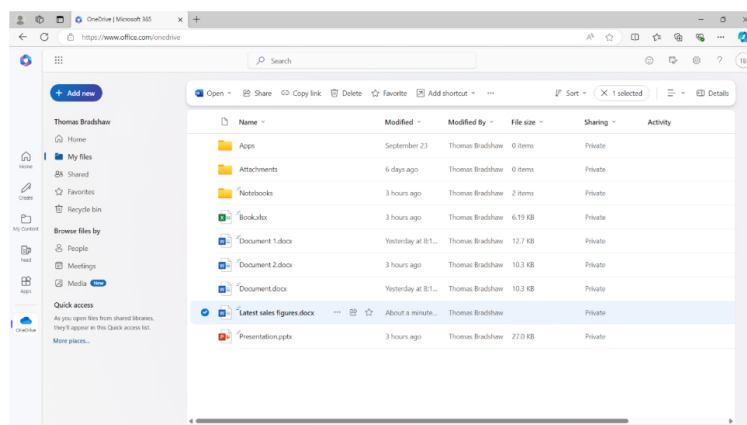 OneDrive | Microsoft 365
https://www.office.com/onedrive
Search
Add new
Open Share Copy link Delete Favorite Add shortcut Sort 1 selected Details
Thomas Bradshaw
Home
My files
Shared
Favorites
Recycle bin
Browse files by
People
Meetings
Media New
Quick access
As you open files from shared libraries,
they'll appear in this Quick access list.
More places...
Home
Create
My Content
Feed
Apps
OneDrive
Name Modified Modified By File size Sharing Activity
Apps September 23 Thomas Bradshaw 0 items Private
Attachments 6 days ago Thomas Bradshaw 0 items Private
Notebooks 3 hours ago Thomas Bradshaw 2 items Private
Book.xlsx 3 hours ago Thomas Bradshaw 6.19 KB Private
Document 1.docx Yesterday at 8:1... Thomas Bradshaw 12.7 KB Private
Document 2.docx 3 hours ago Thomas Bradshaw 10.3 KB Private
Document.docx Yesterday at 8:1... Thomas Bradshaw 10.3 KB Private
Latest sales figures.docx About a minute... Thomas Bradshaw Private
Presentation.pptx 3 hours ago Thomas Bradshaw 27.0 KB Private